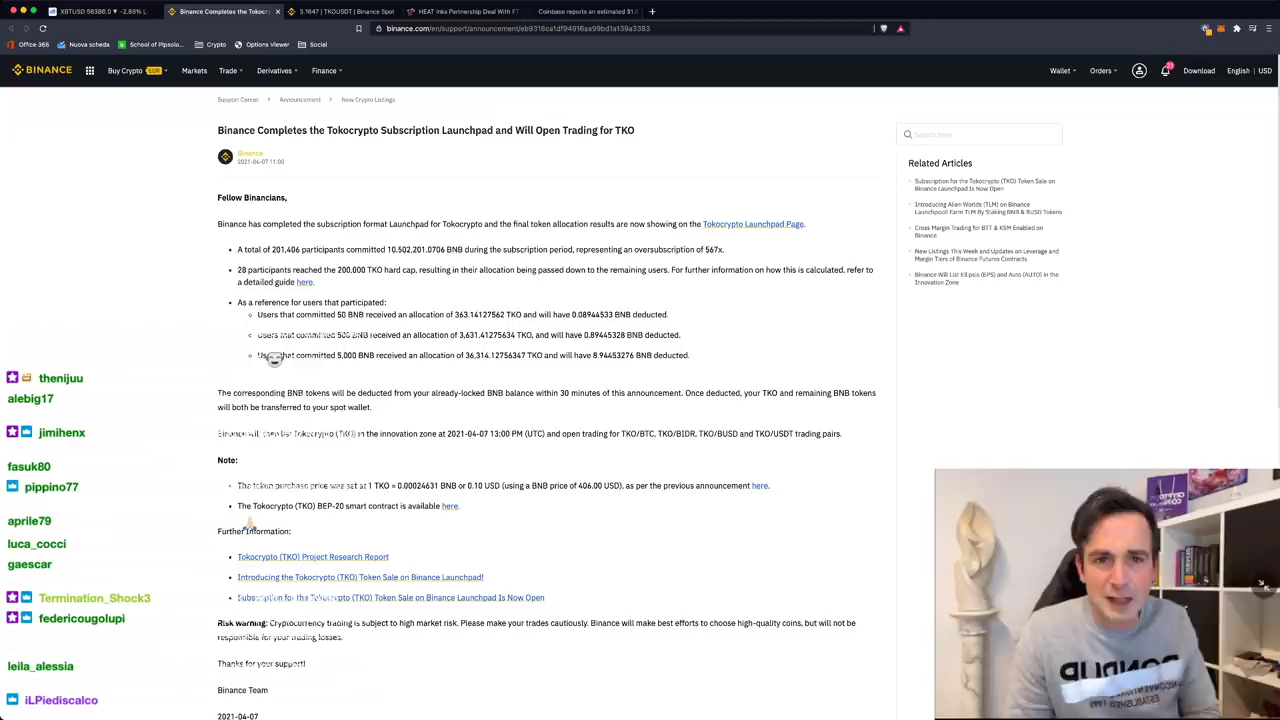 XBTUSD 56386.0 ▼ -2.89% L
Binance Completes the Tokocryp
3.1647 | TKOUSDT | Binance Spot
HEAT Inks Partnership Deal With FT
Coinbase reports an estimated $1.8
binance.com/en/support/announcement/eb9318ca1df94916aa99bd1a139a3383
Office 365
Nuova scheda
School of Pipsolo...
Crypto
Options Viewer
Social
BINANCE
Buy Crypto EUR
Markets
Trade
Derivatives
Finance
Wallet
Orders
22
Download
English | USD
Support Center > Announcement > New Crypto Listings
Binance Completes the Tokocrypto Subscription Launchpad and Will Open Trading for TKO
Binance
2021-04-07 11:00
Fellow Binancians,
Binance has completed the subscription format Launchpad for Tokocrypto and the final token allocation results are now showing on the Tokocrypto Launchpad Page.
A total of 201,406 participants committed 10,502,201.0706 BNB during the subscription period, representing an oversubscription of 567x.
28 participants reached the 200,000 TKO hard cap, resulting in their allocation being passed down to the remaining users. For further information on how this is calculated, refer to
a detailed guide here.
As a reference for users that participated:
Users that committed 50 BNB received an allocation of 363.14127562 TKO and will have 0.08944533 BNB deducted.
Users that committed 500 BNB received an allocation of 3,631.41275634 TKO, and will have 0.89445328 BNB deducted.
Users that committed 5,000 BNB received an allocation of 36,314.12756347 TKO and will have 8.94453276 BNB deducted.
The corresponding BNB tokens will be deducted from your already-locked BNB balance within 30 minutes of this announcement. Once deducted, your TKO and remaining BNB tokens
will both be transferred to your spot wallet.
Binance will then list Tokocrypto (TKO) in the innovation zone at 2021-04-07 13:00 PM (UTC) and open trading for TKO/BTC, TKO/BIDR, TKO/BUSD and TKO/USDT trading pairs.
Note:
The token purchase price was set at 1 TKO = 0.00024631 BNB or 0.10 USD (using a BNB price of 406.00 USD), as per the previous announcement here.
The Tokocrypto (TKO) BEP-20 smart contract is available here.
Further Information:
Tokocrypto (TKO) Project Research Report
Introducing the Tokocrypto (TKO) Token Sale on Binance Launchpad!
Subscription for the Tokocrypto (TKO) Token Sale on Binance Launchpad Is Now Open
Risk warning: Cryptocurrency trading is subject to high market risk. Please make your trades cautiously. Binance will make best efforts to choose high-quality coins, but will not be
responsible for your trading losses.
Thanks for your support!
Binance Team
2021-04-07
Search here
Related Articles
Subscription for the Tokocrypto (TKO) Token Sale on
Binance Launchpad Is Now Open
Introducing Alien Worlds (TLM) on Binance
Launchpool! Farm TLM By Staking BNB & BUSD Tokens
Cross Margin Trading for BTT & KSM Enabled on
Binance
New Listings This Week and Updates on Leverage and
Margin Tiers of Binance Futures Contracts
Binance Will List Ellipsis (EPS) and Auto (AUTO) in the
Innovation Zone
thenijuu
alebig17
jimihenx
fasuk80
pippino77
aprile79
luca_cocci
gaescar
Termination_Shock3
federicougolupi
leila_alessia
iLPiediscalco